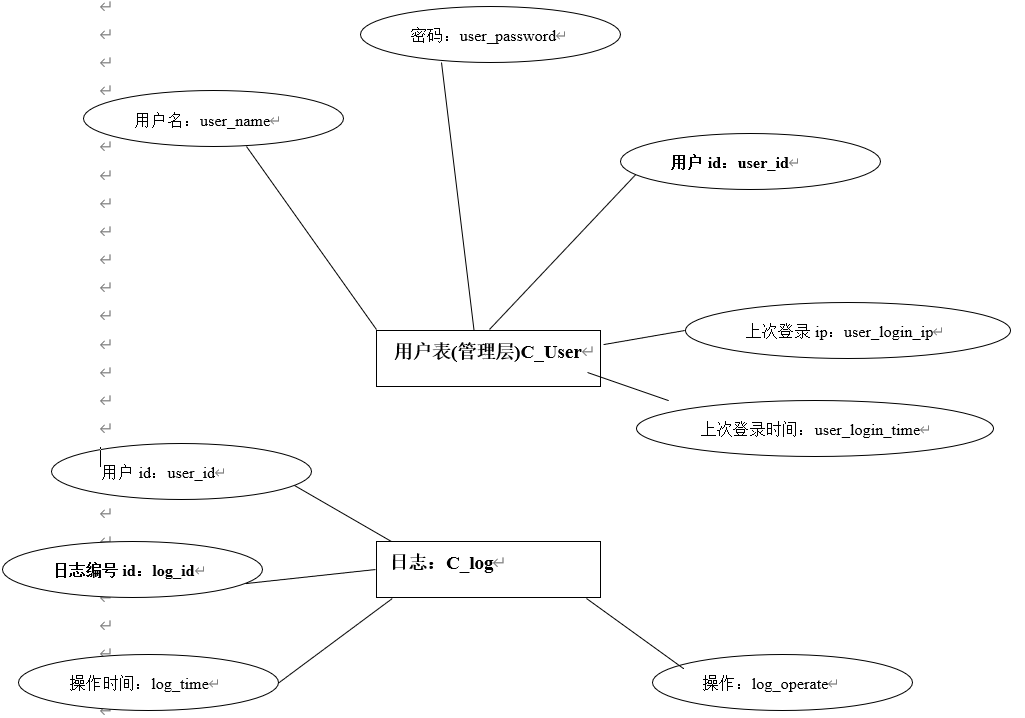 密码：user_password
用户名：user_name
用户 id：user_id
上次登录 ip：user_login_ip
用户表(管理层)C_User
上次登录时间：user_login_time
用户 id：user_id
日志：C_log
日志编号 id：log_id
操作时间：log_time
操作：log_operate